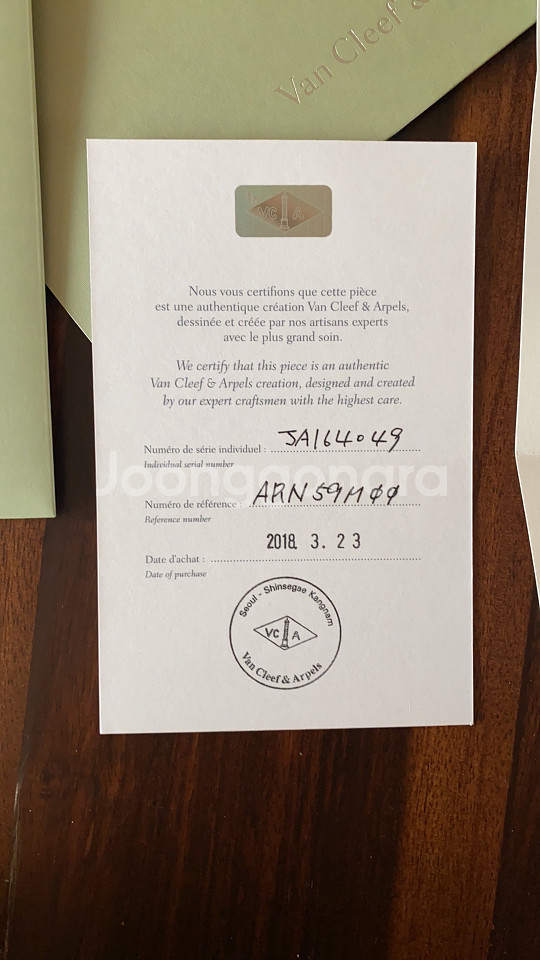 Van Cleef &
VC A
Nous vous certifions que cette pièce
est une authentique création Van Cleef & Arpels,
dessinée et créée par nos artisans experts
avec le plus grand soin.
We certify that this piece is an authentic
Van Cleef & Arpels creation, designed and created
by our expert craftsmen with the highest care.
Numéro de série individuel : JA164049
Individual serial number
Joongonara
Numéro de référence : ARN59M00
Reference number
2018. 3. 23
Date d'achat :
Date of purchase
Seoul - Shinsegae Kangnam
VC A
Van Cleef & Arpels